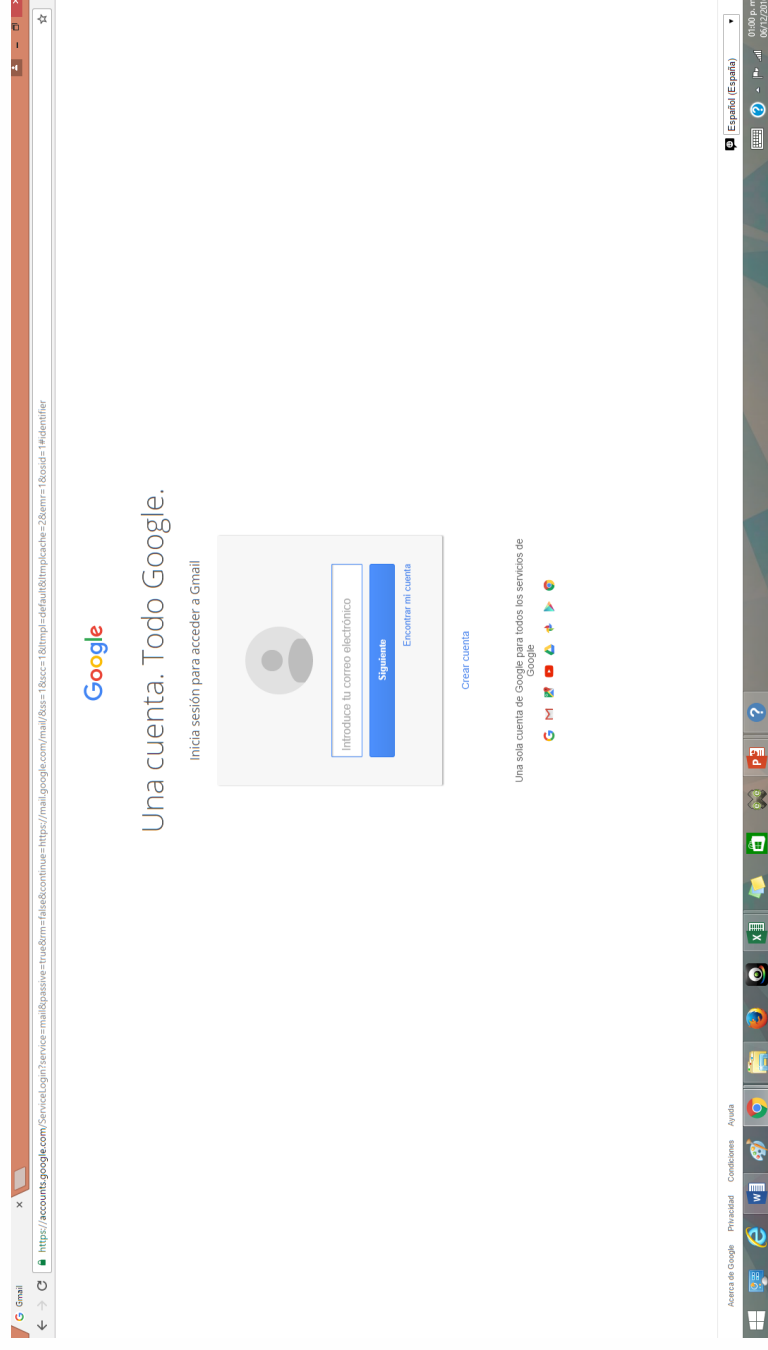 Gmail
https://accounts.google.com/ServiceLogin?service=mail&passive=true&rm=false&continue=https://mail.google.com/mail/&ss=1&scc=1&ltmpl=default&ltmplcache=2&emr=1&osid=1#identifier
Google
Una cuenta. Todo Google.
Inicia sesión para acceder a Gmail
Introduce tu correo electrónico
Siguiente
Encontrar mi cuenta
Crear cuenta
Una sola cuenta de Google para todos los servicios de
Google
Acerca de Google Privacidad Condiciones Ayuda
Español (España)
01:00 p. m.